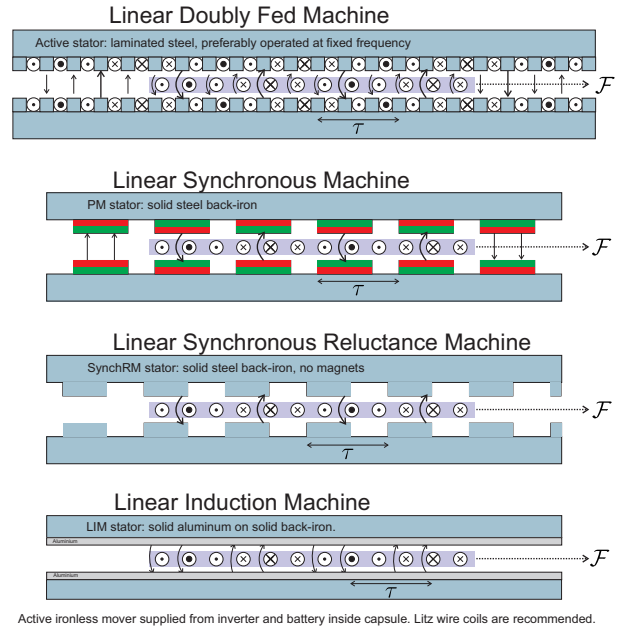 Linear Doubly Fed Machine
Active stator: laminated steel, preferably operated at fixed frequency
ℱ
τ
Linear Synchronous Machine
PM stator: solid steel back-iron
ℱ
τ
Linear Synchronous Reluctance Machine
SynchRM stator: solid steel back-iron, no magnets
ℱ
τ
Linear Induction Machine
LIM stator: solid aluminum on solid back-iron.
Aluminium
ℱ
Aluminium
τ
Active ironless mover supplied from inverter and battery inside capsule. Litz wire coils are recommended.